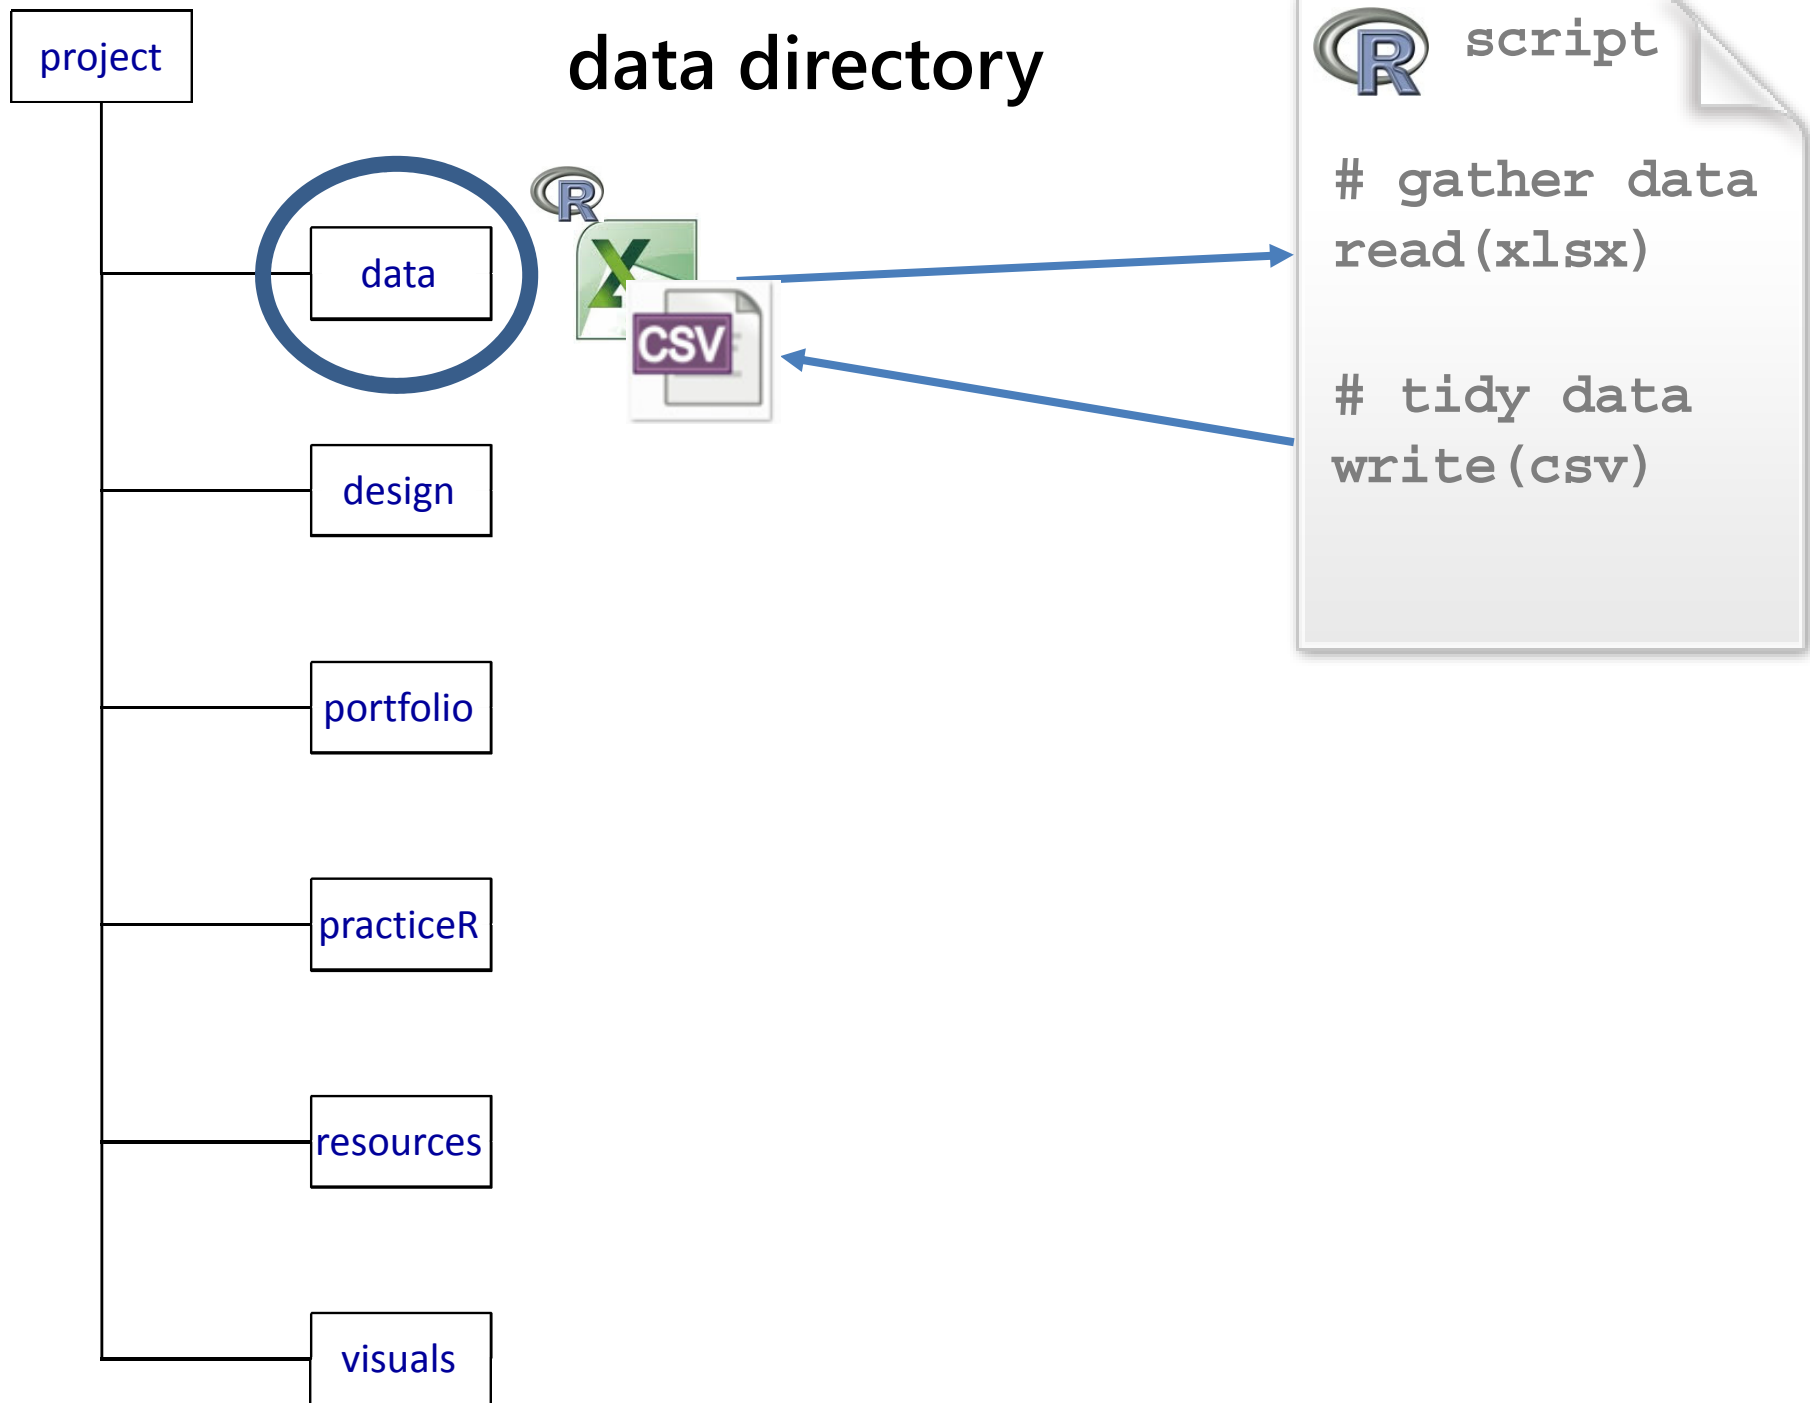 project
data directory
R script
# gather data
read(xlsx)
# tidy data
write(csv)
R
X
CSV
data
design
portfolio
practiceR
resources
visuals